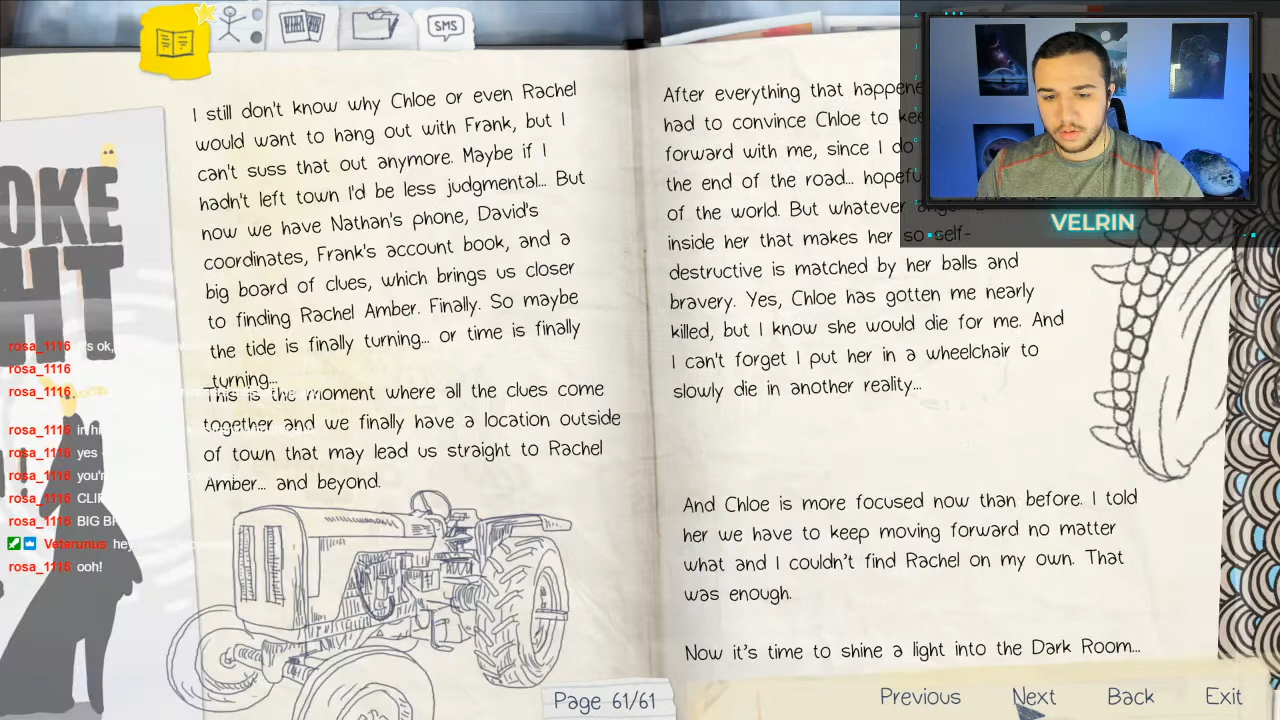 SMS
I still don't know why Chloe or even Rachel
would want to hang out with Frank, but I
can't suss that out anymore. Maybe if I
hadn't left town I'd be less judgmental... But
now we have Nathan's phone, David's
coordinates, Frank's account book, and a
big board of clues, which brings us closer
to finding Rachel Amber. Finally. So maybe
the tide is finally turning... or time is finally
turning...
This is the moment where all the clues come
together and we finally have a location outside
of town that may lead us straight to Rachel
Amber... and beyond.
After everything that happene
had to convince Chloe to
forward with me, since I do
the end of the road...
of the world. But whatever
inside her that makes her so self-
destructive is matched by her balls and
bravery. Yes, Chloe has gotten me nearly
killed, but I know she would die for me. And
I can't forget I put her in a wheelchair to
slowly die in another reality...
And Chloe is more focused now than before. I told
her we have to keep moving forward no matter
what and I couldn't find Rachel on my own. That
was enough.
Now it's time to shine a light into the Dark Room...
VELRIN
OKE
HT
rosa_1116 ok,
rosa_1116
rosa_1116
rosa_1116 in
rosa_1116 yes
rosa_1116 you're
rosa_1116
rosa_1116 BIG
Veterunus hey
rosa_1116 ooh!
Page 61/61
Previous Next Back Exit